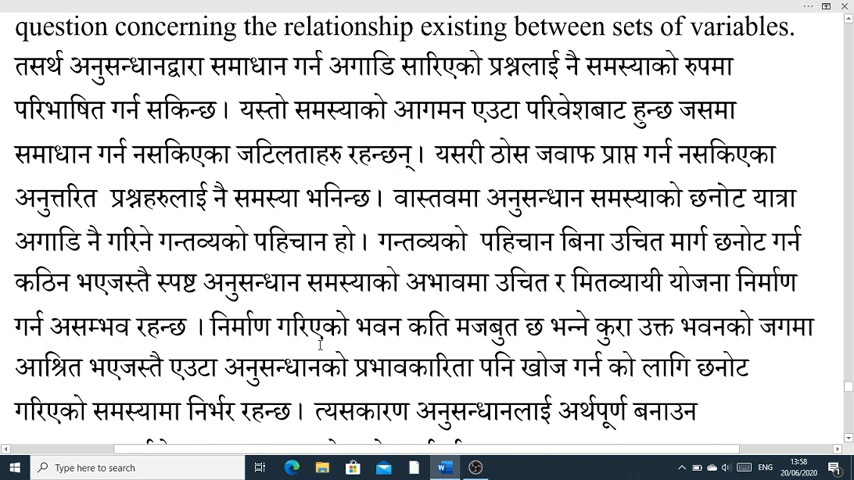 question concerning the relationship existing between sets of variables.
तसर्थ अनुसन्धानद्वारा समाधान गर्न अगाडि सारिएको प्रश्नलाई नै समस्याको रुपमा
परिभाषित गर्न सकिन्छ। यस्तो समस्याको आगमन एउटा परिवेशबाट हुन्छ जसमा
समाधान गर्न नसकिएका जटिलताहरु रहन्छन्। यसरी ठोस जवाफ प्राप्त गर्न नसकिएका
अनुत्तरित प्रश्नहरुलाई नै समस्या भनिन्छ। वास्तवमा अनुसन्धान समस्याको छनोट यात्रा
अगाडि नै गरिने गन्तव्यको पहिचान हो। गन्तव्यको पहिचान बिना उचित मार्ग छनोट गर्न
कठिन भएजस्तै स्पष्ट अनुसन्धान समस्याको अभावमा उचित र मितव्यायी योजना निर्माण
गर्न असम्भव रहन्छ । निर्माण गरिएको भवन कति मजबुत छ भन्ने कुरा उक्त भवनको जगमा
आश्रित भएजस्तै एउटा अनुसन्धानको प्रभावकारिता पनि खोज गर्न को लागि छनोट
गरिएको समस्यामा निर्भर रहन्छ। त्यसकारण अनुसन्धानलाई अर्थपूर्ण बनाउन
Type here to search
ENG
13:58
20/06/2020